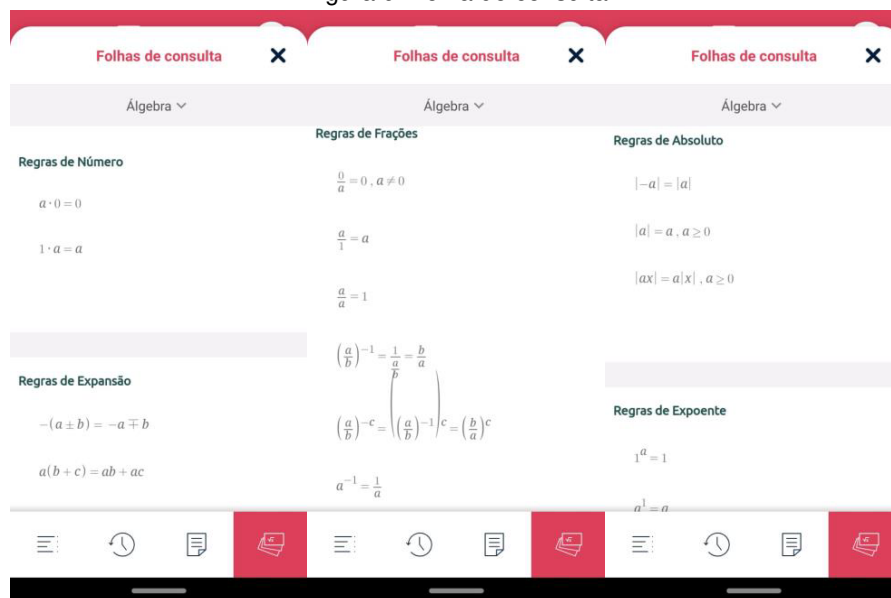 Folhas de consulta
Álgebra
Regras de Número
a · 0 = 0
1 · a = a
Regras de Expansão
−(a ± b) = −a ∓ b
a(b + c) = ab + ac
Folhas de consulta
Álgebra
Regras de Frações
0/a = 0 , a ≠ 0
a/1 = a
a/a = 1
(a/b)^−1 = 1/(a/b) = b/a
(a/b)^−c = ((a/b)^−1)^c = (b/a)^c
a^−1 = 1/a
Folhas de consulta
Álgebra
Regras de Absoluto
|−a| = |a|
|a| = a , a ≥ 0
|ax| = a|x| , a ≥ 0
Regras de Expoente
1^a = 1
a^1 = a